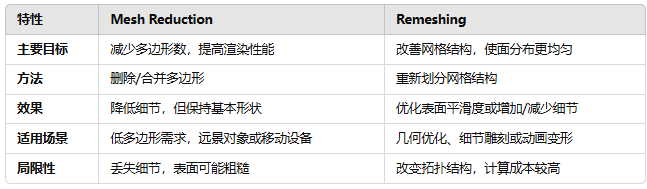 特性 Mesh Reduction Remeshing
主要目标 减少多边形数，提高渲染性能 改善网格结构，使面分布更均匀
方法 删除/合并多边形 重新划分网格结构
效果 降低细节，但保持基本形状 优化表面平滑度或增加/减少细节
适用场景 低多边形需求，远景对象或移动设备 几何优化、细节雕刻或动画变形
局限性 丢失细节，表面可能粗糙 改变拓扑结构，计算成本较高